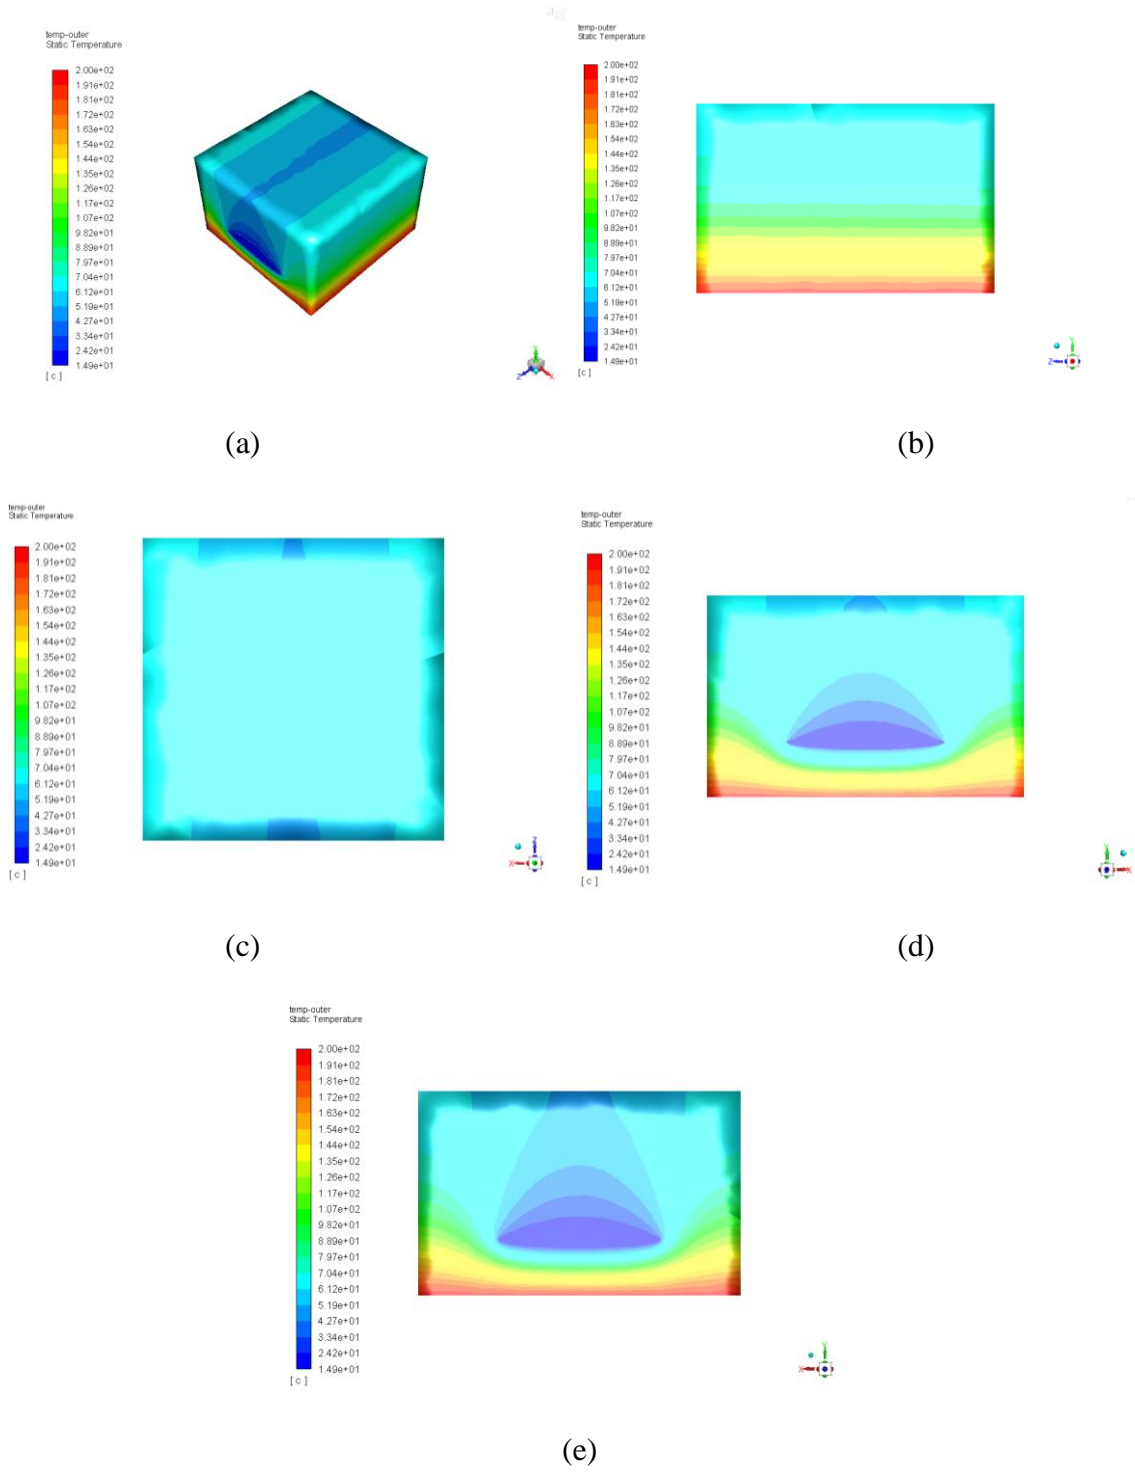 temp-outer
Static Temperature
2.00e+02
1.91e+02
1.81e+02
1.72e+02
1.63e+02
1.54e+02
1.44e+02
1.35e+02
1.26e+02
1.17e+02
1.07e+02
9.82e+01
8.89e+01
7.97e+01
7.04e+01
6.12e+01
5.19e+01
4.27e+01
3.34e+01
2.42e+01
1.49e+01
[ c ]
Y
Z
X
(a)
temp-outer
Static Temperature
2.00e+02
1.91e+02
1.81e+02
1.72e+02
1.63e+02
1.54e+02
1.44e+02
1.35e+02
1.26e+02
1.17e+02
1.07e+02
9.82e+01
8.89e+01
7.97e+01
7.04e+01
6.12e+01
5.19e+01
4.27e+01
3.34e+01
2.42e+01
1.49e+01
[ c ]
Y
Z
(b)
temp-outer
Static Temperature
2.00e+02
1.91e+02
1.81e+02
1.72e+02
1.63e+02
1.54e+02
1.44e+02
1.35e+02
1.26e+02
1.17e+02
1.07e+02
9.82e+01
8.89e+01
7.97e+01
7.04e+01
6.12e+01
5.19e+01
4.27e+01
3.34e+01
2.42e+01
1.49e+01
[ c ]
Z
X
(c)
temp-outer
Static Temperature
2.00e+02
1.91e+02
1.81e+02
1.72e+02
1.63e+02
1.54e+02
1.44e+02
1.35e+02
1.26e+02
1.17e+02
1.07e+02
9.82e+01
8.89e+01
7.97e+01
7.04e+01
6.12e+01
5.19e+01
4.27e+01
3.34e+01
2.42e+01
1.49e+01
[ c ]
Y
X
(d)
temp-outer
Static Temperature
2.00e+02
1.91e+02
1.81e+02
1.72e+02
1.63e+02
1.54e+02
1.44e+02
1.35e+02
1.26e+02
1.17e+02
1.07e+02
9.82e+01
8.89e+01
7.97e+01
7.04e+01
6.12e+01
5.19e+01
4.27e+01
3.34e+01
2.42e+01
1.49e+01
[ c ]
Y
X
(e)